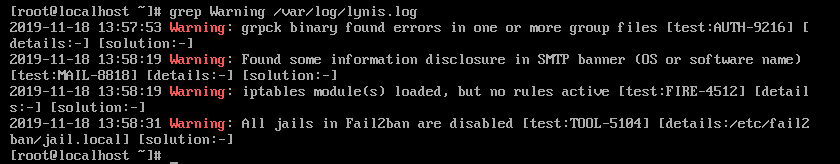 [root@localhost ~]# grep Warning /var/log/lynis.log
2019-11-18 13:57:53 Warning: grpck binary found errors in one or more group files [test:AUTH-9216] [
details:-] [solution:-]
2019-11-18 13:58:19 Warning: Found some information disclosure in SMTP banner (OS or software name)
[test:MAIL-8818] [details:-] [solution:-]
2019-11-18 13:58:19 Warning: iptables module(s) loaded, but no rules active [test:FIRE-4512] [detail
s:-] [solution:-]
2019-11-18 13:58:31 Warning: All jails in Fail2ban are disabled [test:TOOL-5104] [details:/etc/fail2
ban/jail.local] [solution:-]
[root@localhost ~]#